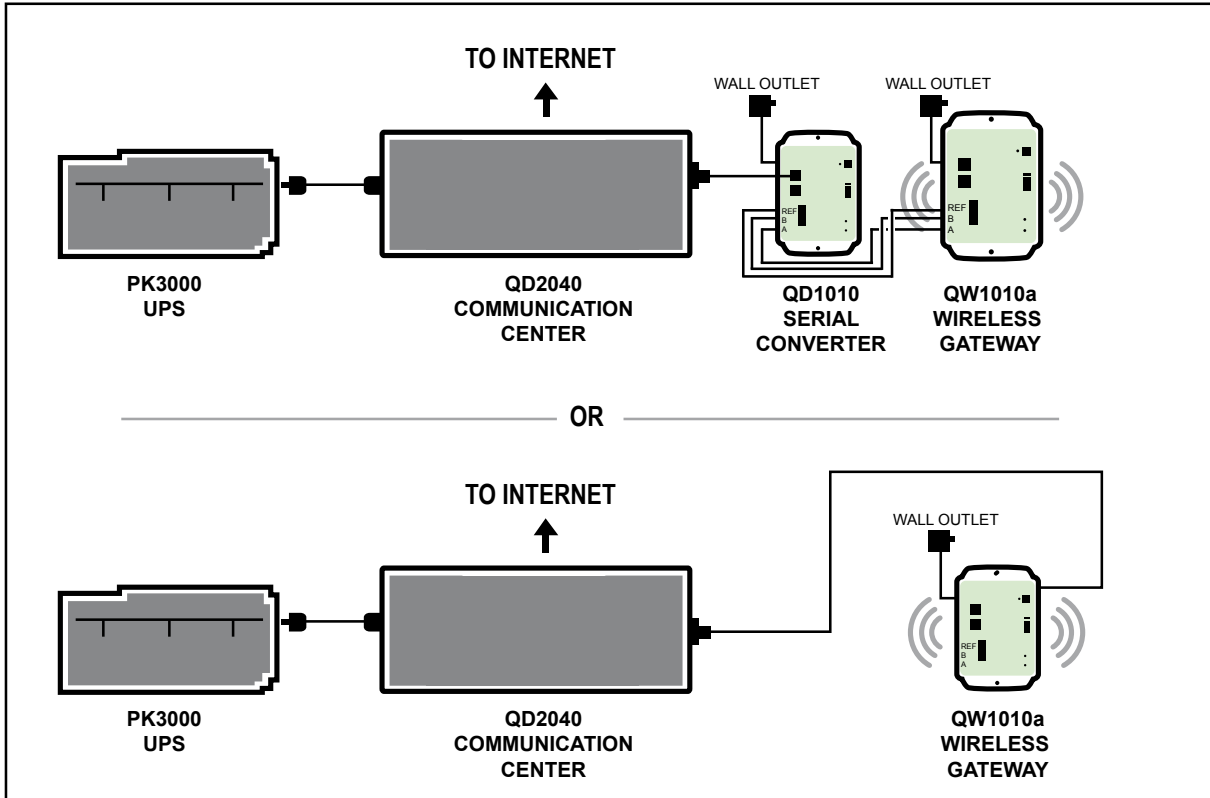 TO INTERNET
WALL OUTLET
WALL OUTLET
REF
B
A
REF
B
A
PK3000
UPS
QD2040
COMMUNICATION
CENTER
QD1010
SERIAL
CONVERTER
QW1010a
WIRELESS
GATEWAY
OR
TO INTERNET
WALL OUTLET
REF
B
A
PK3000
UPS
QD2040
COMMUNICATION
CENTER
QW1010a
WIRELESS
GATEWAY